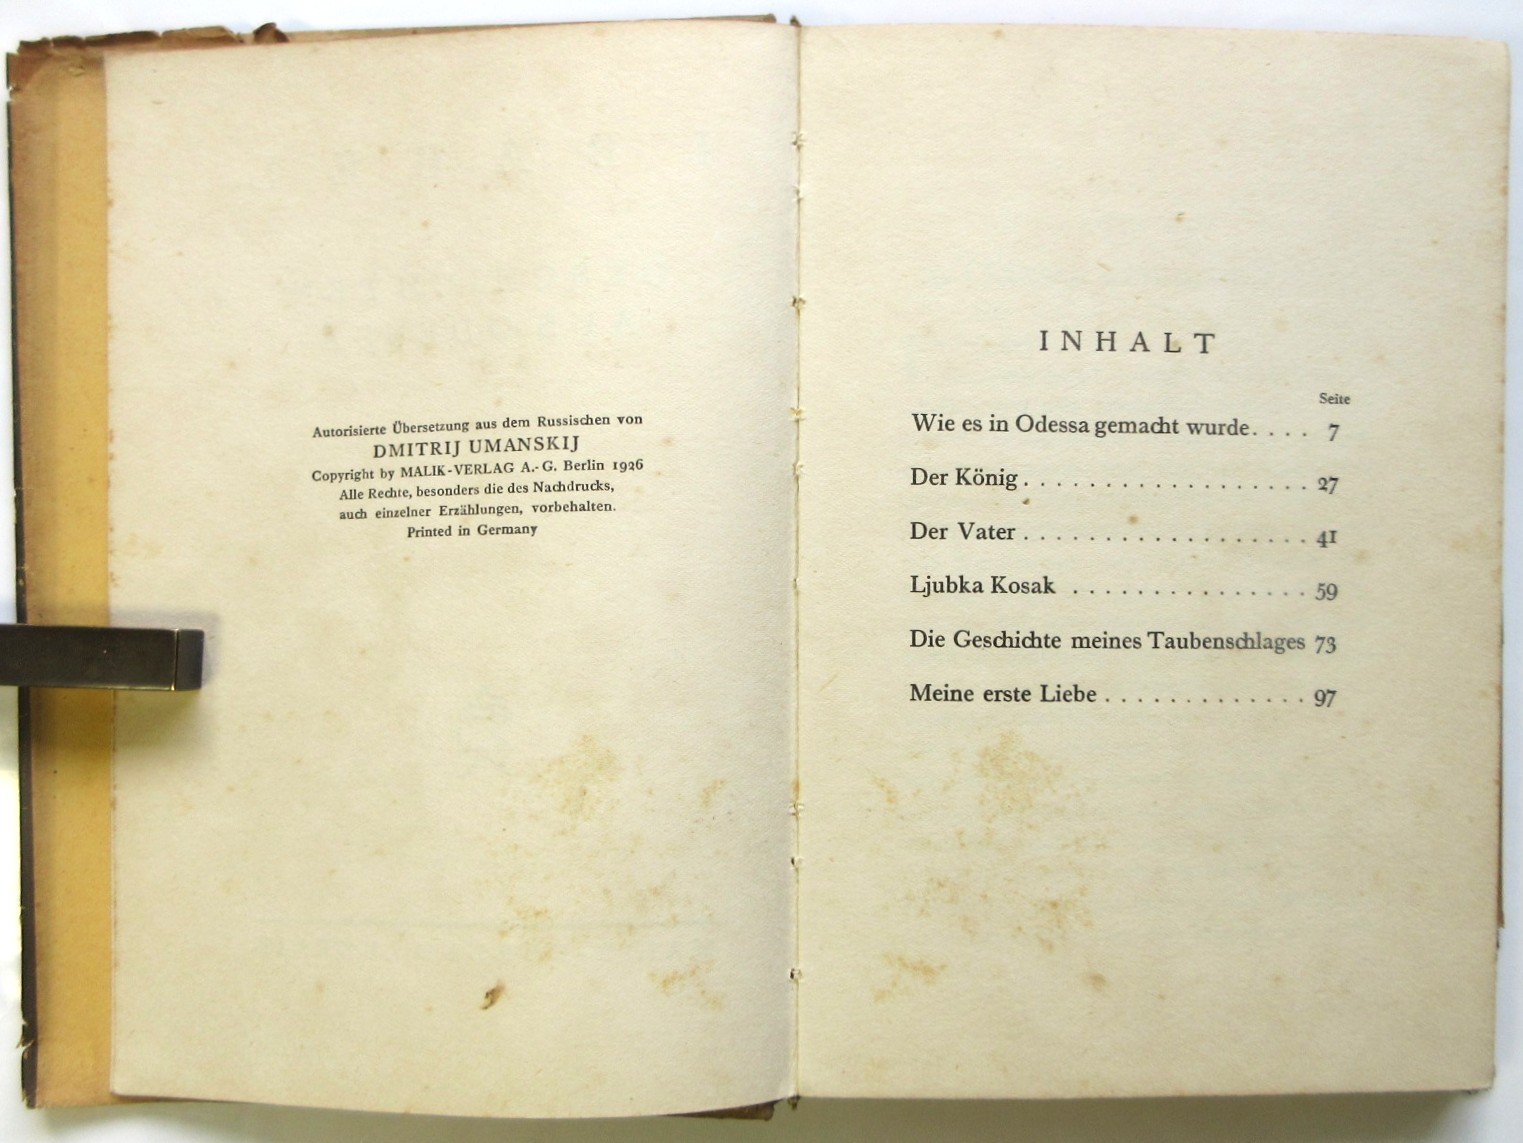 Autorisierte Übersetzung aus dem Russischen von
DMITRIJ UMANSKIJ
Copyright by MALIK-VERLAG A.-G. Berlin 1926
Alle Rechte, besonders die des Nachdrucks,
auch einzelner Erzählungen, vorbehalten.
Printed in Germany
INHALT
Seite
Wie es in Odessa gemacht wurde. . . . 7
Der König . . . . . . . . . . . . . . . . . . 27
Der Vater . . . . . . . . . . . . . . . . . . 41
Ljubka Kosak . . . . . . . . . . . . . . . 59
Die Geschichte meines Taubenschlages 73
Meine erste Liebe . . . . . . . . . . . . . 97